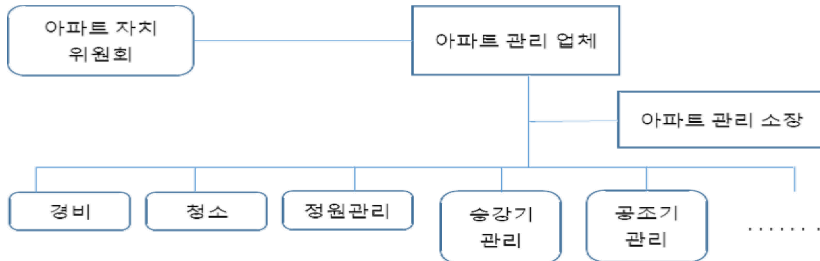 아파트 자치
위원회
아파트 관리 업체
아파트 관리 소장
경비
청소
정원관리
승강기
관리
공조기
관리
.......